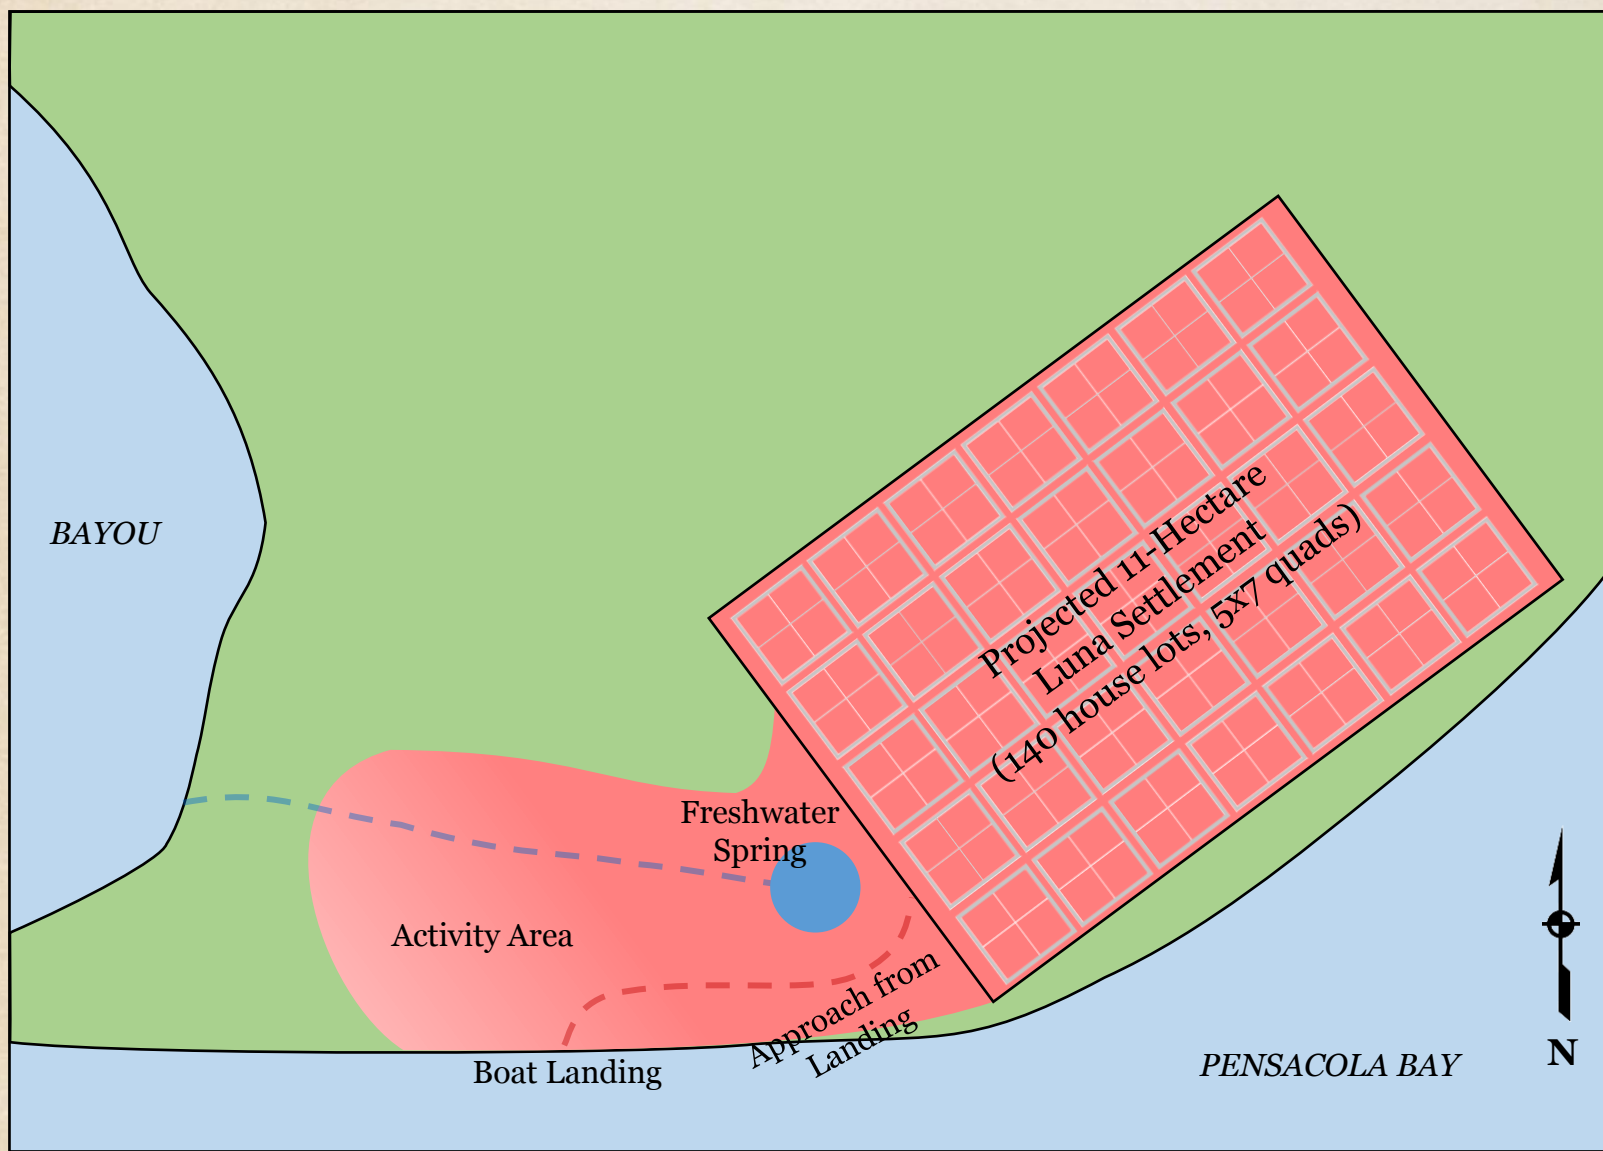 BAYOU
Projected 11-Hectare
Luna Settlement
(140 house lots, 5x7 quads)
Freshwater
Spring
Activity Area
Approach from
Landing
Boat Landing
PENSACOLA BAY
N